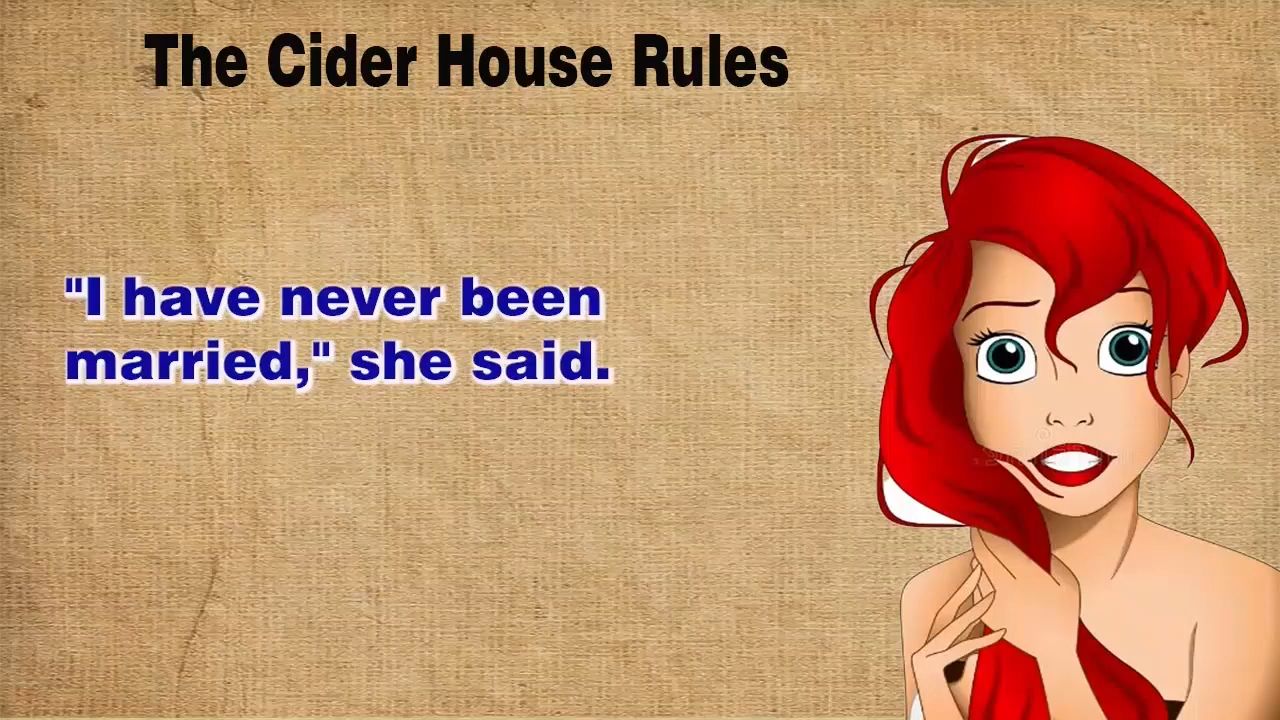 The Cider House Rules
"I have never been
married," she said.